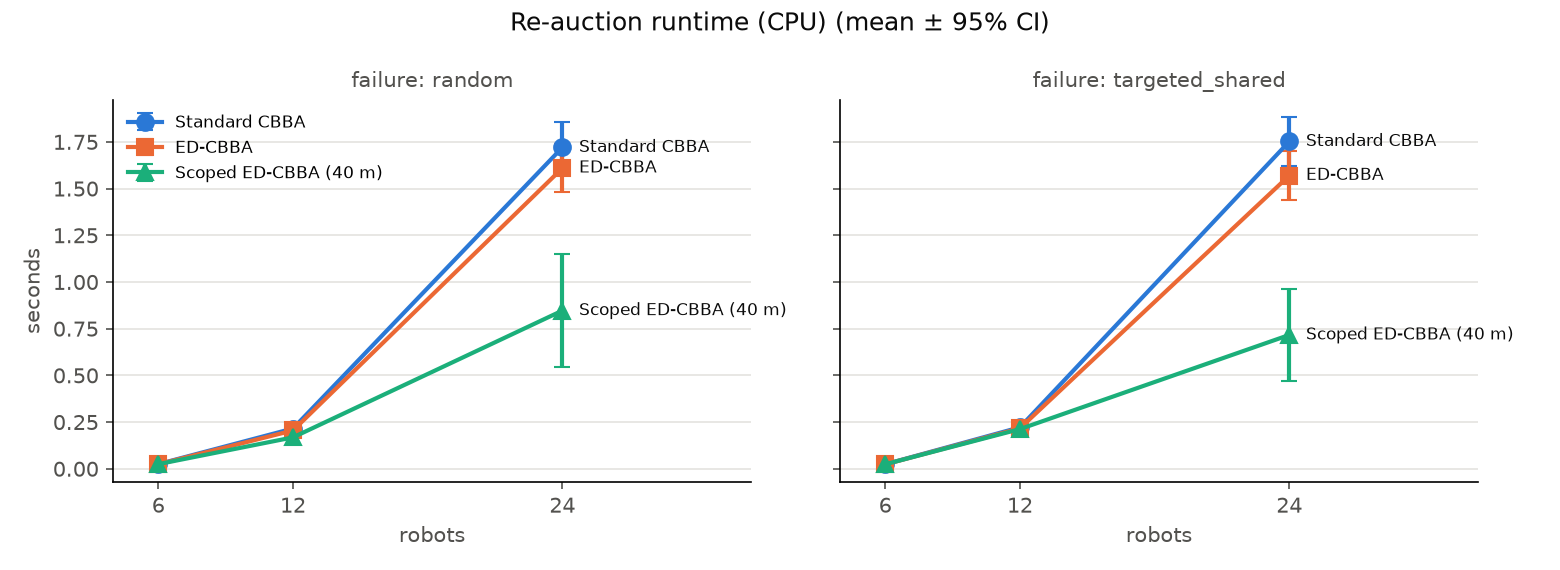 Re-auction runtime (CPU) (mean ± 95% CI)
failure: random
Standard CBBA
ED-CBBA
Scoped ED-CBBA (40 m)
seconds
1.75
1.50
1.25
1.00
0.75
0.50
0.25
0.00
Standard CBBA
ED-CBBA
Scoped ED-CBBA (40 m)
6
12
24
robots
failure: targeted_shared
Standard CBBA
ED-CBBA
Scoped ED-CBBA (40 m)
6
12
24
robots